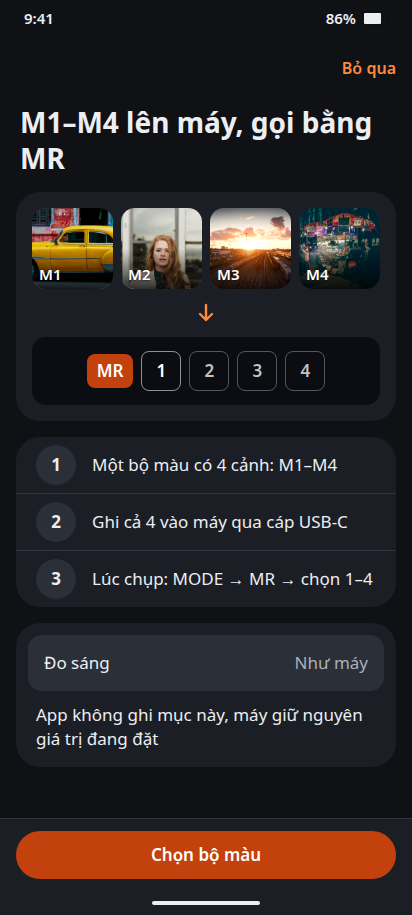 9:41
86%
Bỏ qua
M1–M4 lên máy, gọi bằng
MR
M1
M2
M3
M4
MR 1 2 3 4
1 Một bộ màu có 4 cảnh: M1–M4
2 Ghi cả 4 vào máy qua cáp USB-C
3 Lúc chụp: MODE → MR → chọn 1–4
Đo sáng Như máy
App không ghi mục này, máy giữ nguyên
giá trị đang đặt
Chọn bộ màu